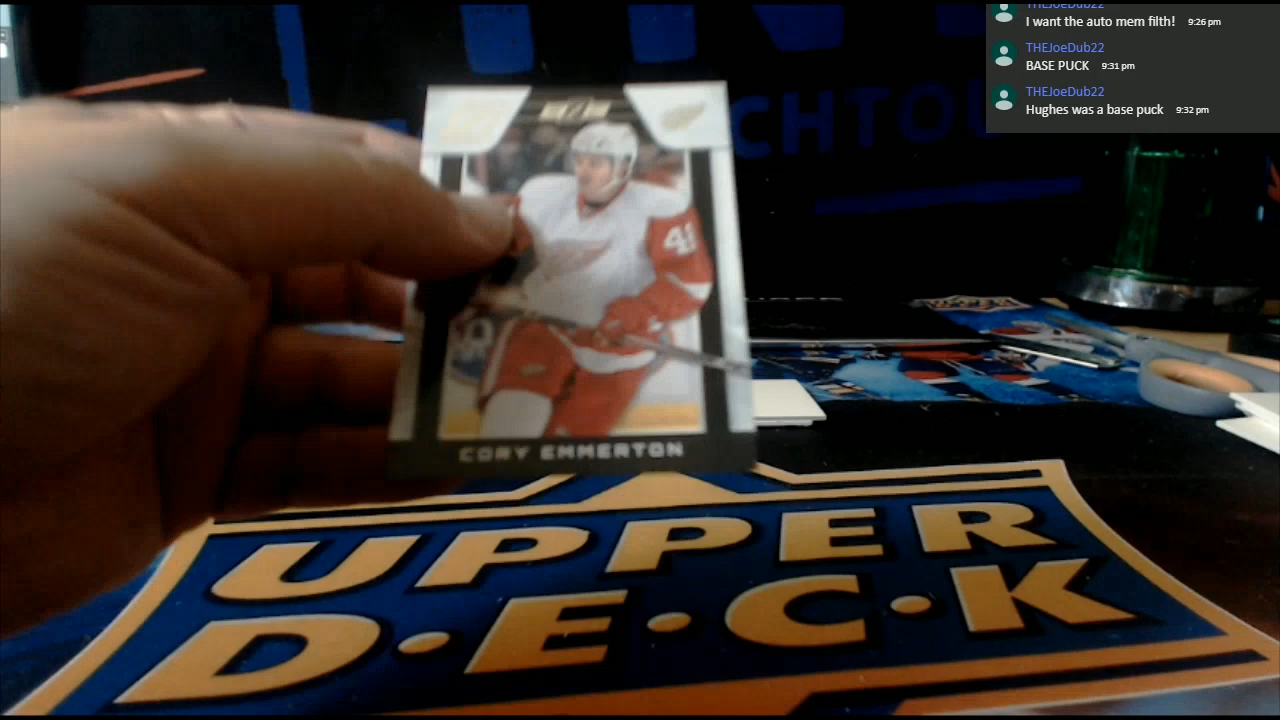 THEJoeDub22
I want the auto mem filth! 9:26 pm
THEJoeDub22
BASE PUCK 9:31 pm
THEJoeDub22
Hughes was a base puck 9:32 pm
CHTOU
41
CORY EMMERTON
UPPER
D·E·C·K